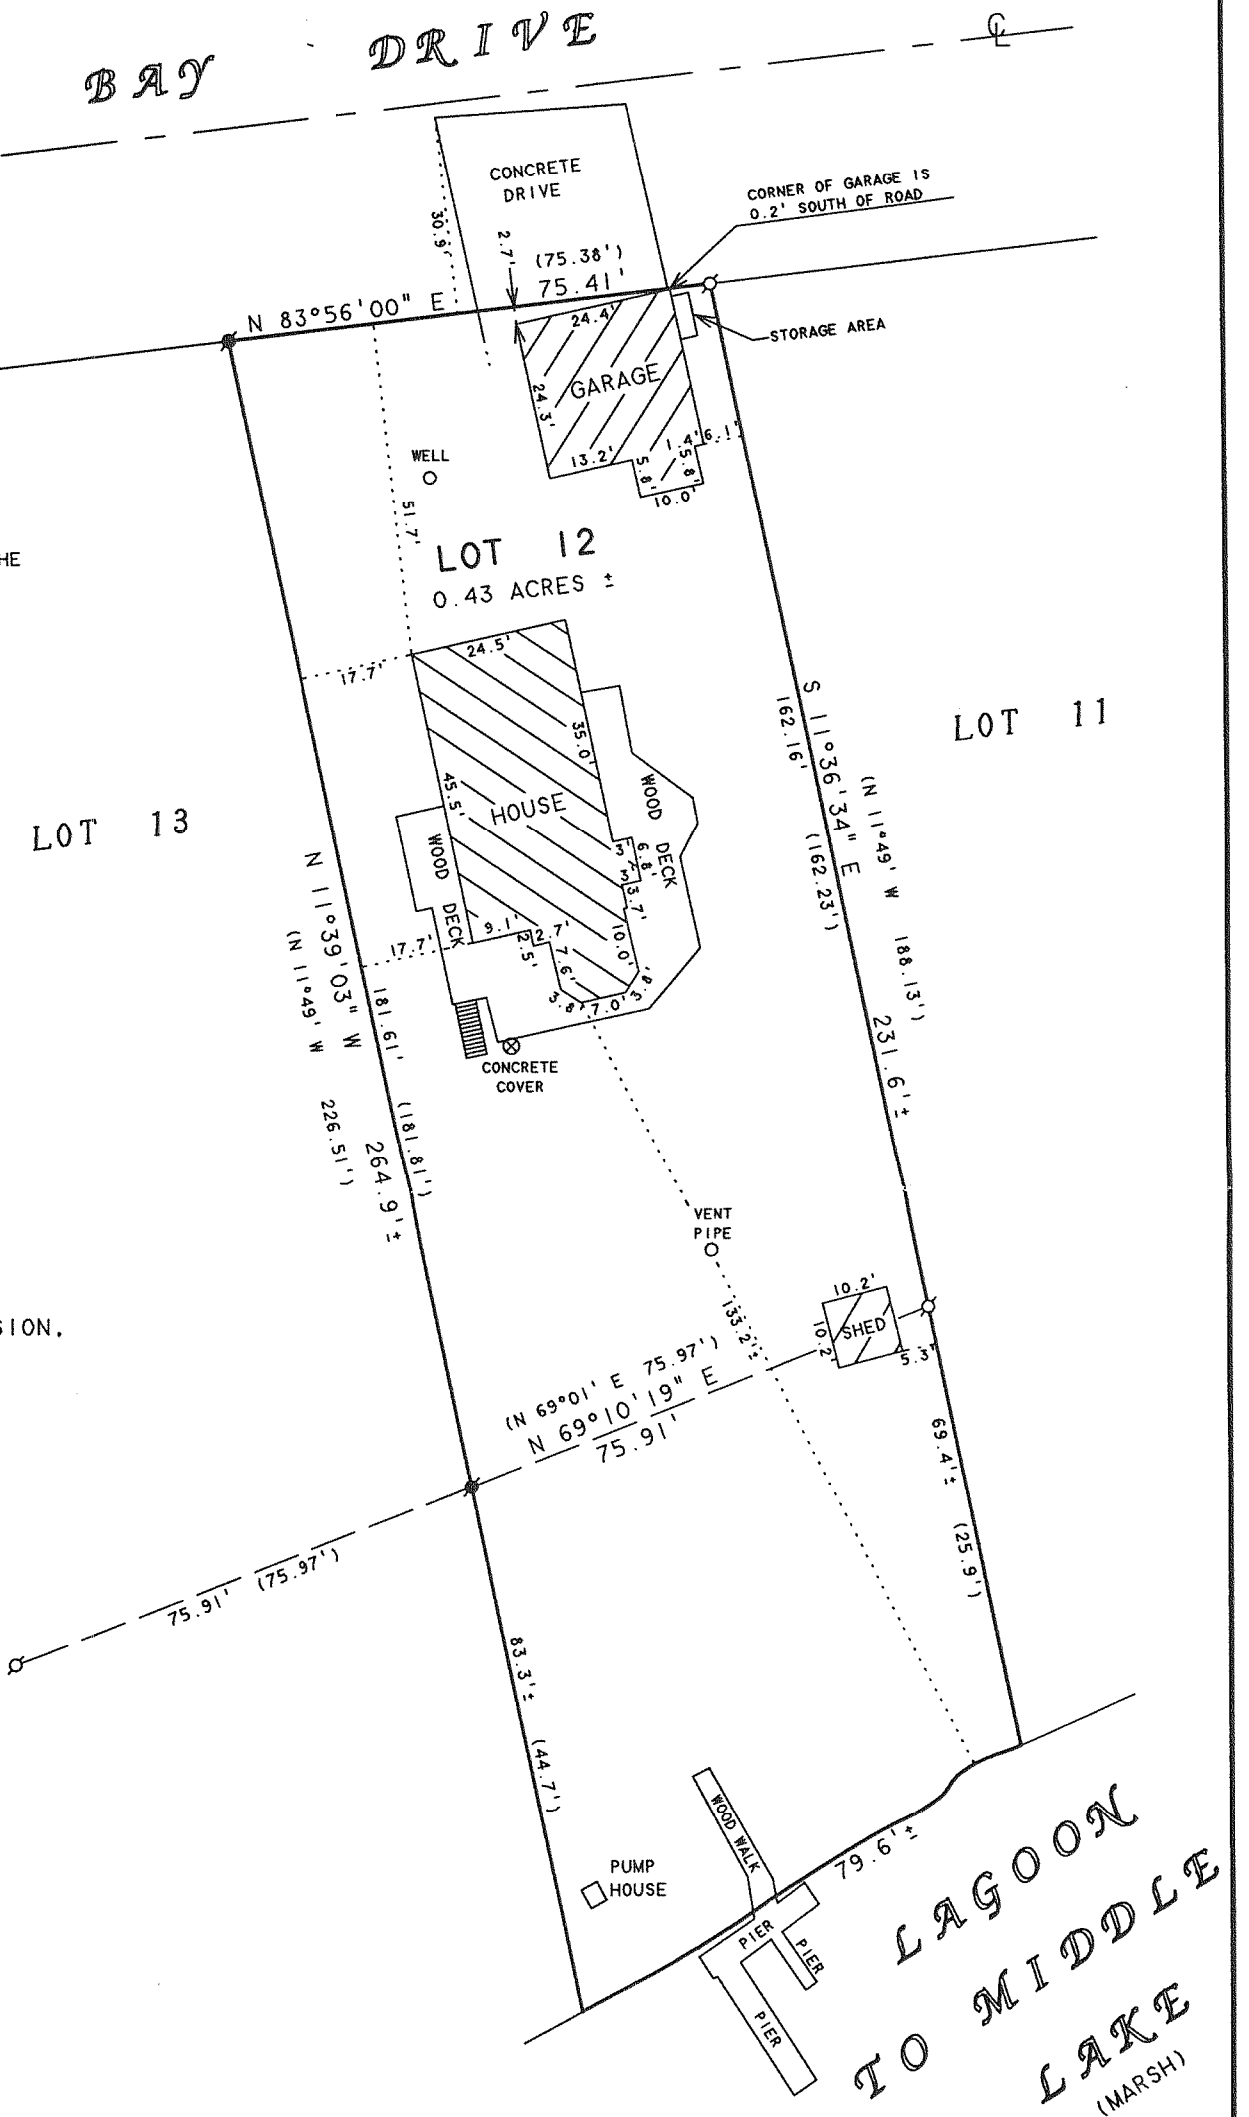 BAY DRIVE
C L
CONCRETE
DRIVE
CORNER OF GARAGE IS
0.2' SOUTH OF ROAD
30.9'
2.7'
(75.38')
75.41'
N 83°56'00" E
24.4'
STORAGE AREA
GARAGE
24.3'
13.2'
5.8'
1.4'
5.8'
6.1'
10.0'
WELL
51.7'
HE
LOT 12
0.43 ACRES ±
24.5'
17.7'
35.0'
45.5'
HOUSE
WOOD
DECK
WOOD
DECK
6.8'
3.7'
10.0'
9.1'
2.7'
2.5'
7.6'
3.8'
7.0'
3.8'
17.7'
CONCRETE
COVER
LOT 13
LOT 11
S 11°36'34" E
162.16'
(162.23')
(N 11°49' W 188.13')
231.6'±
N 11°39'03" W
(N 11°49' W 226.51')
181.61'
(181.81')
264.9'±
VENT
PIPE
133.2'±
10.2'
10.2'
SHED
5.3'
SION.
(N 69°01' E 75.97')
N 69°10'19" E
75.91'
75.91' (75.97')
69.4'±
(25.9')
83.3'±
(44.7')
WOOD WALK
PUMP
HOUSE
79.6'±
PIER
PIER
PIER
LAGOON
TO MIDDLE
LAKE
(MARSH)